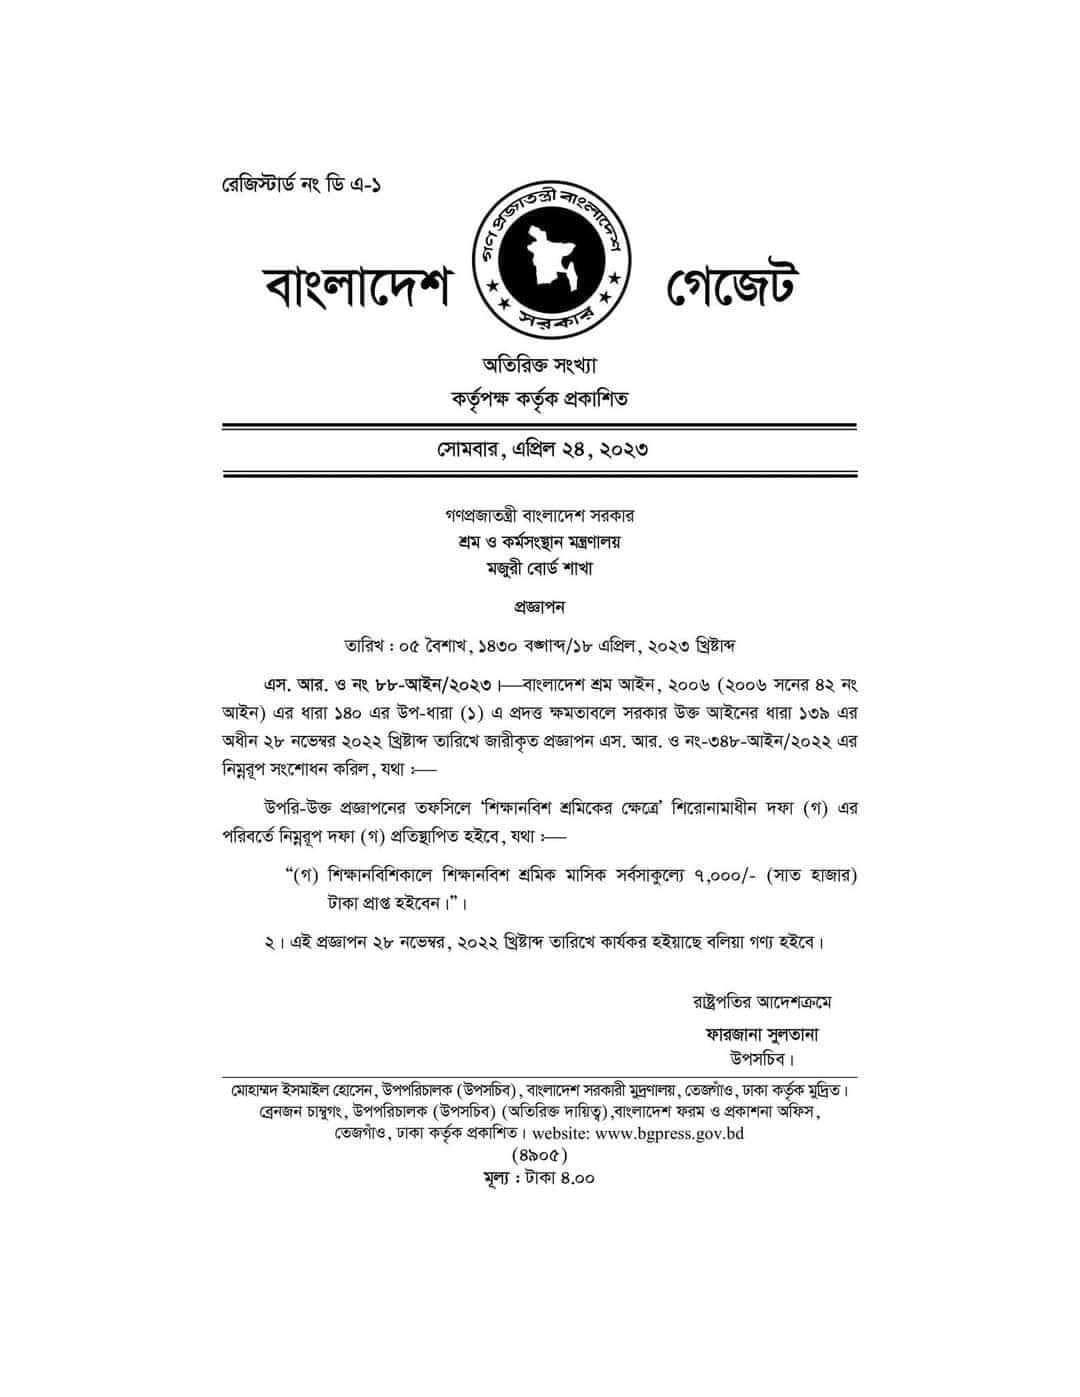 রেজিস্টার্ড নং ডি এ-১
গণপ্রজাতন্ত্রী বাংলাদেশ
সরকার
বাংলাদেশ গেজেট
অতিরিক্ত সংখ্যা
কর্তৃপক্ষ কর্তৃক প্রকাশিত
সোমবার, এপ্রিল ২৪, ২০২৩
গণপ্রজাতন্ত্রী বাংলাদেশ সরকার
শ্রম ও কর্মসংস্থান মন্ত্রণালয়
মজুরী বোর্ড শাখা
প্রজ্ঞাপন
তারিখ : ০৫ বৈশাখ, ১৪৩০ বঙ্গাব্দ/১৮ এপ্রিল, ২০২৩ খ্রিষ্টাব্দ
এস. আর. ও নং ৮৮-আইন/২০২৩।—বাংলাদেশ শ্রম আইন, ২০০৬ (২০০৬ সনের ৪২ নং
আইন) এর ধারা ১৪০ এর উপ-ধারা (১) এ প্রদত্ত ক্ষমতাবলে সরকার উক্ত আইনের ধারা ১৩৯ এর
অধীন ২৮ নভেম্বর ২০২২ খ্রিষ্টাব্দ তারিখে জারীকৃত প্রজ্ঞাপন এস. আর. ও নং-৩৪৮-আইন/২০২২ এর
নিম্নরূপ সংশোধন করিল, যথা :—
উপরি-উক্ত প্রজ্ঞাপনের তফসিলে ‘শিক্ষানবিশ শ্রমিকের ক্ষেত্রে’ শিরোনামাধীন দফা (গ) এর
পরিবর্তে নিম্নরূপ দফা (গ) প্রতিস্থাপিত হইবে, যথা :—
“(গ) শিক্ষানবিশিকালে শিক্ষানবিশ শ্রমিক মাসিক সর্বসাকুল্যে ৭,০০০/- (সাত হাজার)
টাকা প্রাপ্ত হইবেন।”।
২। এই প্রজ্ঞাপন ২৮ নভেম্বর, ২০২২ খ্রিষ্টাব্দ তারিখে কার্যকর হইয়াছে বলিয়া গণ্য হইবে।
রাষ্ট্রপতির আদেশক্রমে
ফারজানা সুলতানা
উপসচিব।
মোহাম্মদ ইসমাইল হোসেন, উপপরিচালক (উপসচিব), বাংলাদেশ সরকারী মুদ্রণালয়, তেজগাঁও, ঢাকা কর্তৃক মুদ্রিত।
ব্রেনজন চাম্বুগং, উপপরিচালক (উপসচিব) (অতিরিক্ত দায়িত্ব),বাংলাদেশ ফরম ও প্রকাশনা অফিস,
তেজগাঁও, ঢাকা কর্তৃক প্রকাশিত। website: www.bgpress.gov.bd
(৪৯০৫)
মূল্য : টাকা ৪.০০